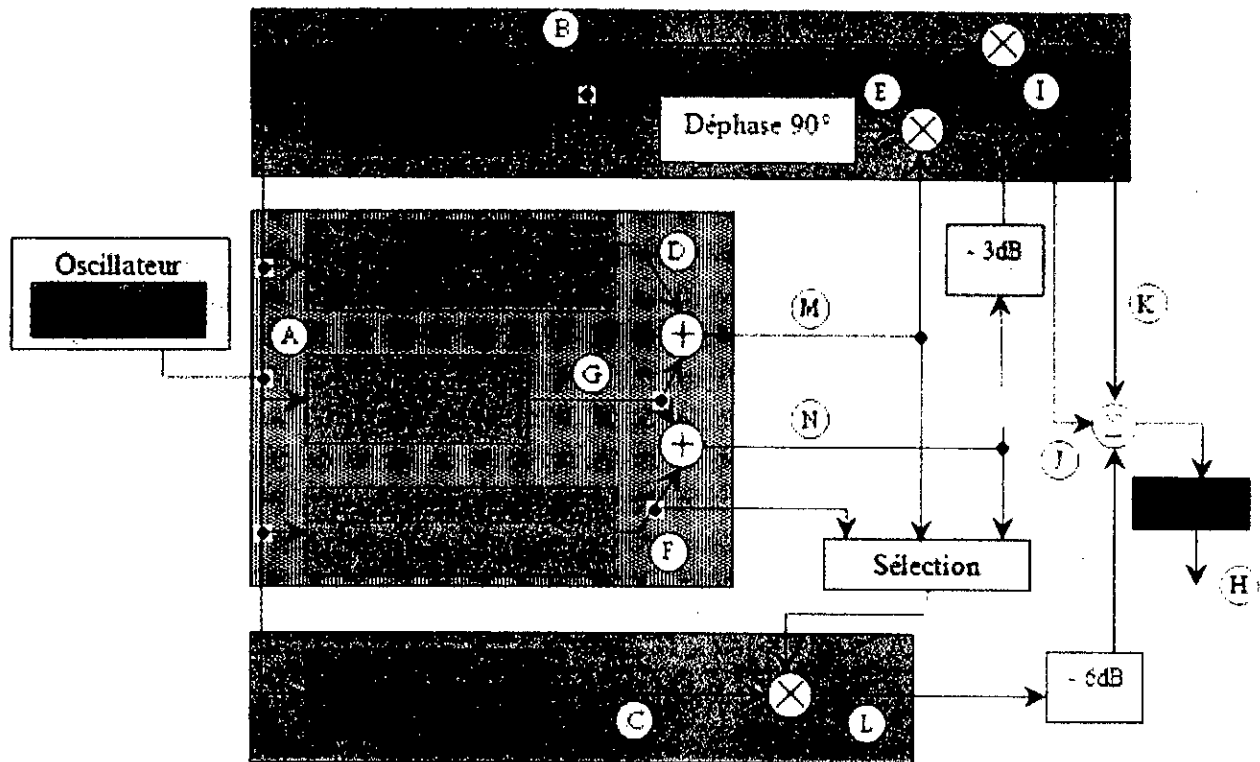 B
E
I
Déphase 90°
Oscillateur
D
- 3dB
A
M
K
G
N
Σ
J
F
Sélection
H
- 6dB
C
L